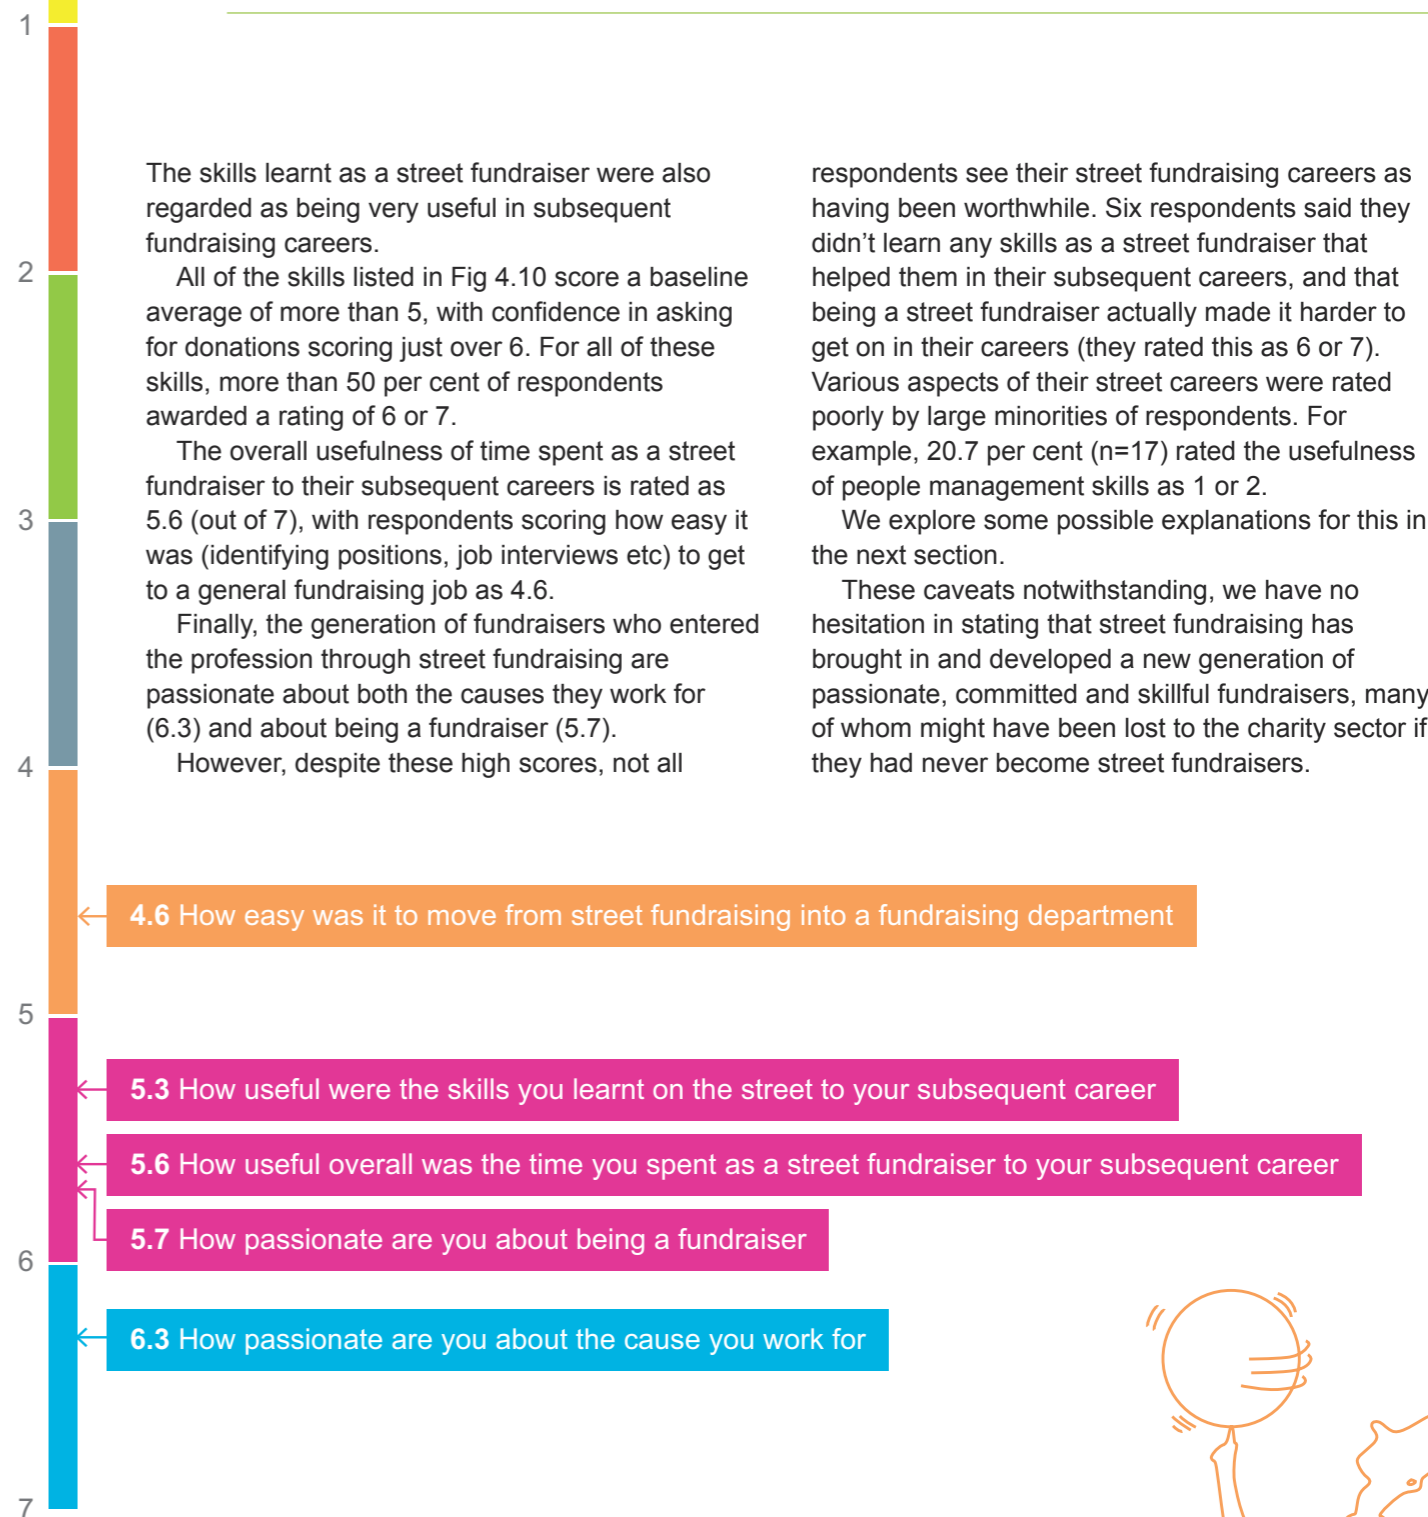 The skills learnt as a street fundraiser were also
regarded as being very useful in subsequent
fundraising careers.
All of the skills listed in Fig 4.10 score a baseline
average of more than 5, with confidence in asking
for donations scoring just over 6. For all of these
skills, more than 50 per cent of respondents
awarded a rating of 6 or 7.
The overall usefulness of time spent as a street
fundraiser to their subsequent careers is rated as
5.6 (out of 7), with respondents scoring how easy it
was (identifying positions, job interviews etc) to get
to a general fundraising job as 4.6.
Finally, the generation of fundraisers who entered
the profession through street fundraising are
passionate about both the causes they work for
(6.3) and about being a fundraiser (5.7).
However, despite these high scores, not all
respondents see their street fundraising careers as
having been worthwhile. Six respondents said they
didn’t learn any skills as a street fundraiser that
helped them in their subsequent careers, and that
being a street fundraiser actually made it harder to
get on in their careers (they rated this as 6 or 7).
Various aspects of their street careers were rated
poorly by large minorities of respondents. For
example, 20.7 per cent (n=17) rated the usefulness
of people management skills as 1 or 2.
We explore some possible explanations for this in
the next section.
These caveats notwithstanding, we have no
hesitation in stating that street fundraising has
brought in and developed a new generation of
passionate, committed and skillful fundraisers, many
of whom might have been lost to the charity sector if
they had never become street fundraisers.
1
2
3
4
4.6 How easy was it to move from street fundraising into a fundraising department
5
5.3 How useful were the skills you learnt on the street to your subsequent career
5.6 How useful overall was the time you spent as a street fundraiser to your subsequent career
5.7 How passionate are you about being a fundraiser
6
6.3 How passionate are you about the cause you work for
7